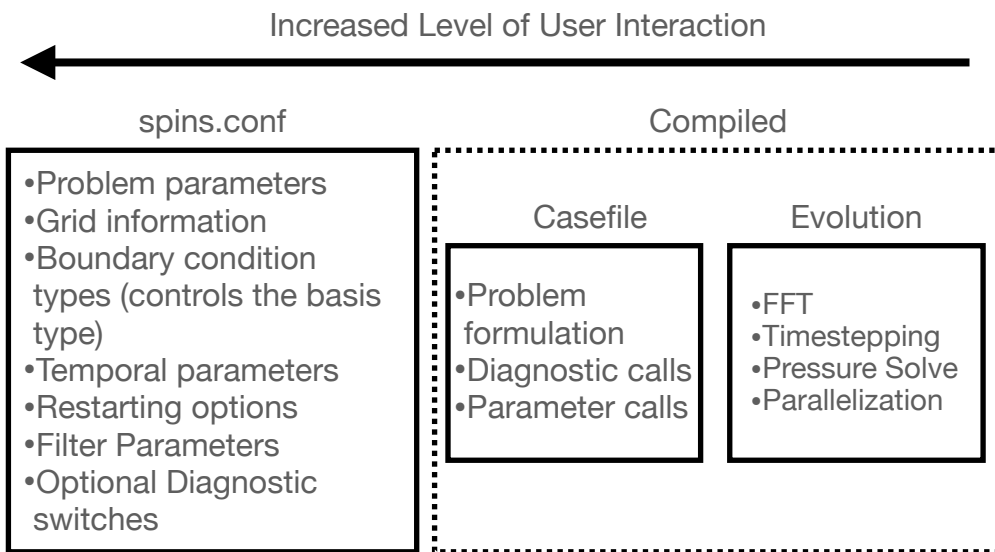 Increased Level of User Interaction
spins.conf
•Problem parameters
•Grid information
•Boundary condition
types (controls the basis
type)
•Temporal parameters
•Restarting options
•Filter Parameters
•Optional Diagnostic
switches
Compiled
Casefile
•Problem
formulation
•Diagnostic calls
•Parameter calls
Evolution
•FFT
•Timestepping
•Pressure Solve
•Parallelization